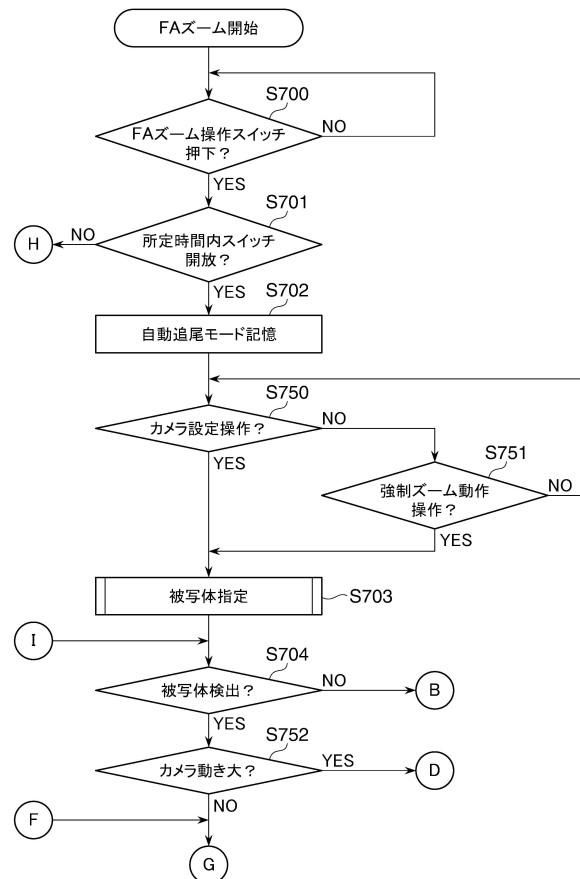 FAズーム開始
S700
FAズーム操作スイッチ
押下？
NO
YES
S701
H
NO
所定時間内スイッチ
開放？
YES
S702
自動追尾モード記憶
S750
カメラ設定操作？
NO
YES
S751
強制ズーム動作
操作？
NO
YES
被写体指定
S703
I
S704
被写体検出？
NO
B
YES
S752
カメラ動き大？
YES
D
NO
F
G